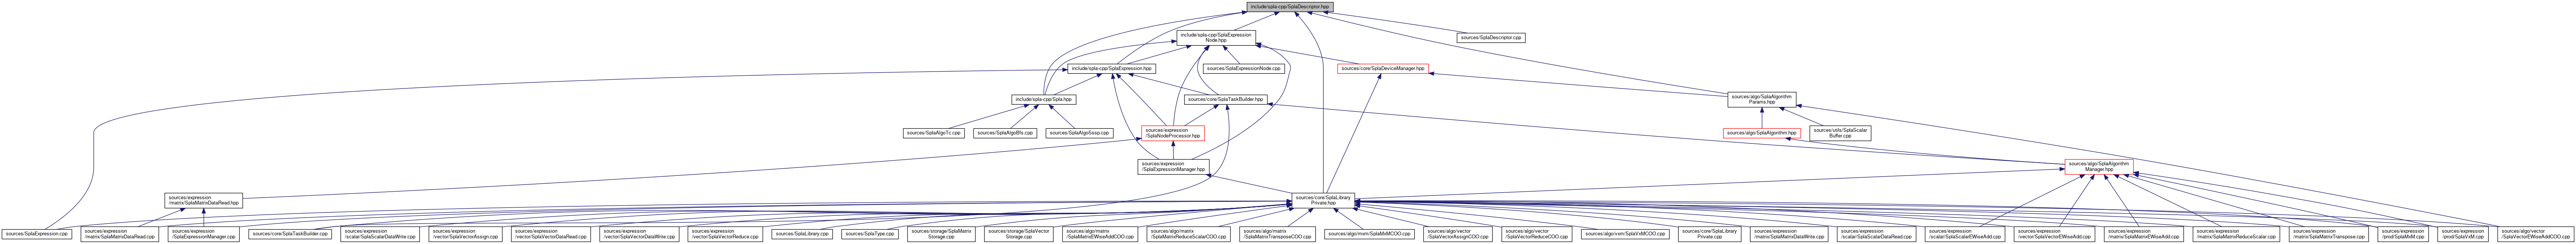 include/spla-cpp/SplaDescriptor.hpp
include/spla-cpp/SplaExpression
Node.hpp
sources/SplaDescriptor.cpp
include/spla-cpp/SplaExpression.hpp
sources/SplaExpressionNode.cpp
sources/core/SplaDeviceManager.hpp
include/spla-cpp/Spla.hpp
sources/core/SplaTaskBuilder.hpp
sources/algo/SplaAlgorithm
Params.hpp
sources/SplaAlgoTc.cpp
sources/SplaAlgoBfs.cpp
sources/SplaAlgoSssp.cpp
sources/expression
/SplaNodeProcessor.hpp
sources/algo/SplaAlgorithm.hpp
sources/utils/SplaScalar
Buffer.cpp
sources/expression
/SplaExpressionManager.hpp
sources/algo/SplaAlgorithm
Manager.hpp
sources/expression
/matrix/SplaMatrixDataRead.hpp
sources/core/SplaLibrary
Private.hpp
sources/SplaExpression.cpp
sources/expression
/matrix/SplaMatrixDataRead.cpp
sources/expression
/SplaExpressionManager.cpp
sources/core/SplaTaskBuilder.cpp
sources/expression
/scalar/SplaScalarDataWrite.cpp
sources/expression
/vector/SplaVectorAssign.cpp
sources/expression
/vector/SplaVectorDataRead.cpp
sources/expression
/vector/SplaVectorDataWrite.cpp
sources/expression
/vector/SplaVectorReduce.cpp
sources/SplaLibrary.cpp
sources/SplaType.cpp
sources/storage/SplaMatrix
Storage.cpp
sources/storage/SplaVector
Storage.cpp
sources/algo/matrix
/SplaMatrixEWiseAddCOO.cpp
sources/algo/matrix
/SplaMatrixReduceScalarCOO.cpp
sources/algo/matrix
/SplaMatrixTransposeCOO.cpp
sources/algo/mxm/SplaMxMCOO.cpp
sources/algo/vector
/SplaVectorAssignCOO.cpp
sources/algo/vector
/SplaVectorReduceCOO.cpp
sources/algo/vxm/SplaVxMCOO.cpp
sources/core/SplaLibrary
Private.cpp
sources/expression
/matrix/SplaMatrixDataWrite.cpp
sources/expression
/scalar/SplaScalarDataRead.cpp
sources/expression
/scalar/SplaScalarEWiseAdd.cpp
sources/expression
/vector/SplaVectorEWiseAdd.cpp
sources/expression
/matrix/SplaMatrixEWiseAdd.cpp
sources/expression
/matrix/SplaMatrixReduceScalar.cpp
sources/expression
/matrix/SplaMatrixTranspose.cpp
sources/expression
/prod/SplaMxM.cpp
sources/expression
/prod/SplaVxM.cpp
sources/algo/vector
/SplaVectorEWiseAddCOO.cpp